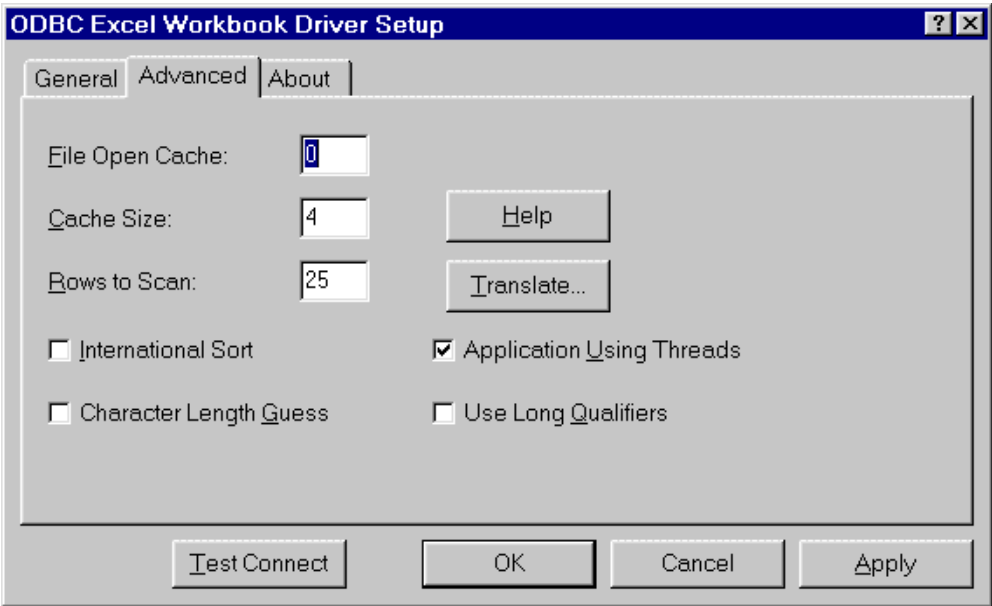 ODBC Excel Workbook Driver Setup
General Advanced About
File Open Cache: 0
Cache Size: 4 Help
Rows to Scan: 25 Translate...
International Sort Application Using Threads
Character Length Guess Use Long Qualifiers
Test Connect OK Cancel Apply